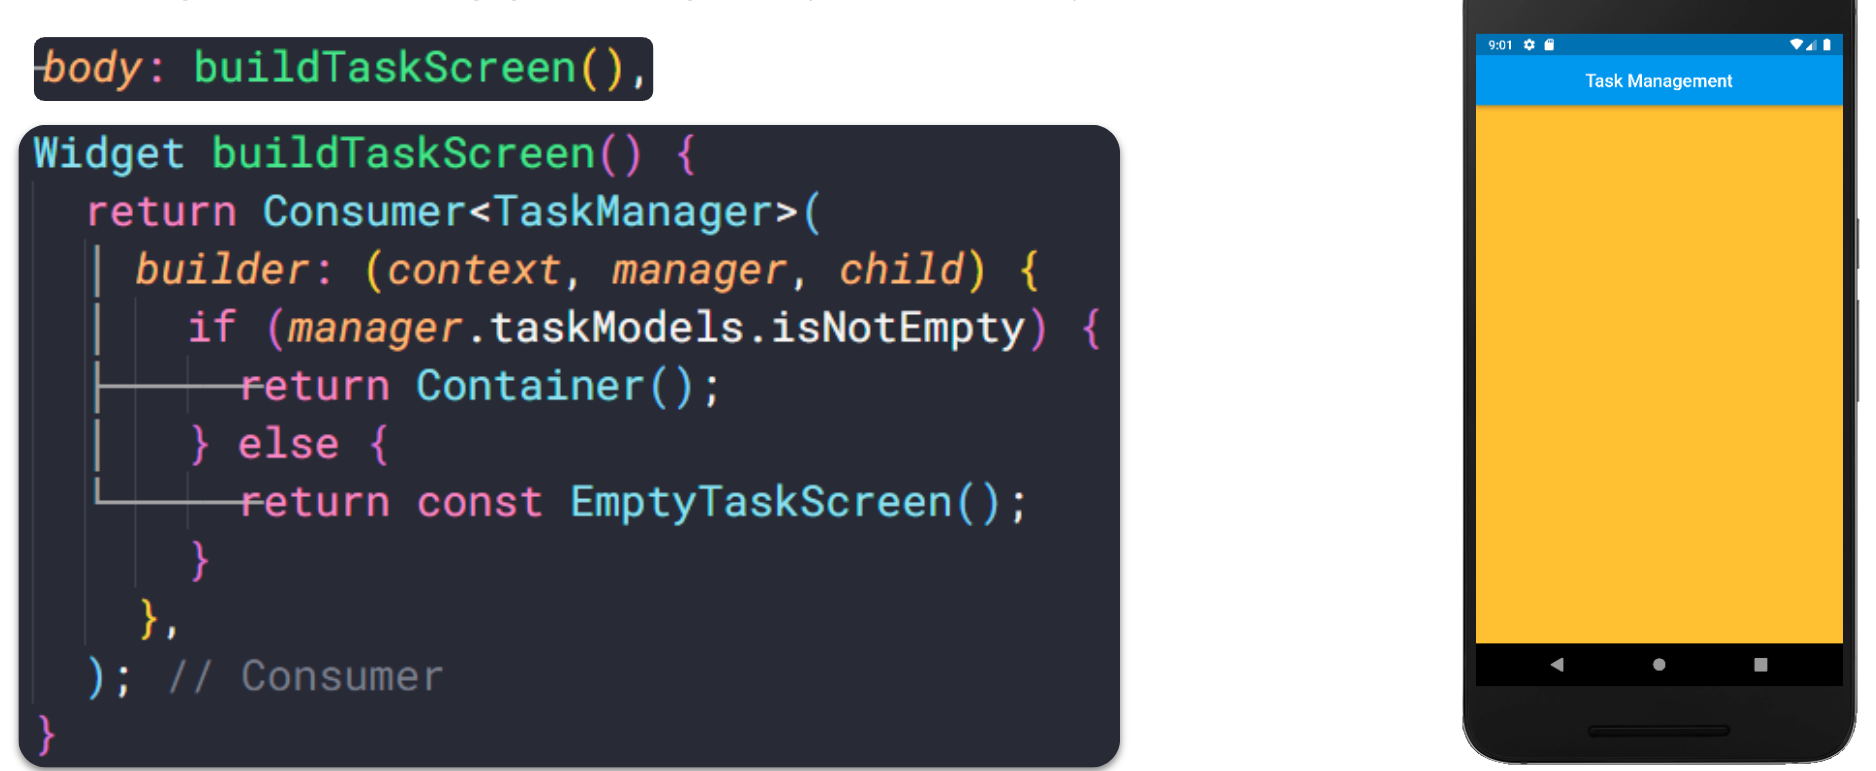 body: buildTaskScreen(),
Widget buildTaskScreen() {
return Consumer<TaskManager>(
builder: (context, manager, child) {
if (manager.taskModels.isNotEmpty) {
return Container();
} else {
return const EmptyTaskScreen();
}
},
); // Consumer
}
9:01
Task Management